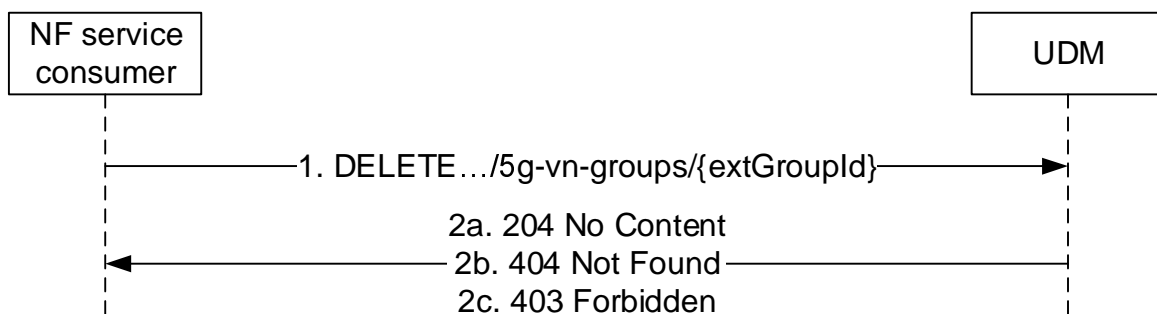 NF service
consumer
UDM
1. DELETE…/5g-vn-groups/{extGroupId}
2a. 204 No Content
2b. 404 Not Found
2c. 403 Forbidden